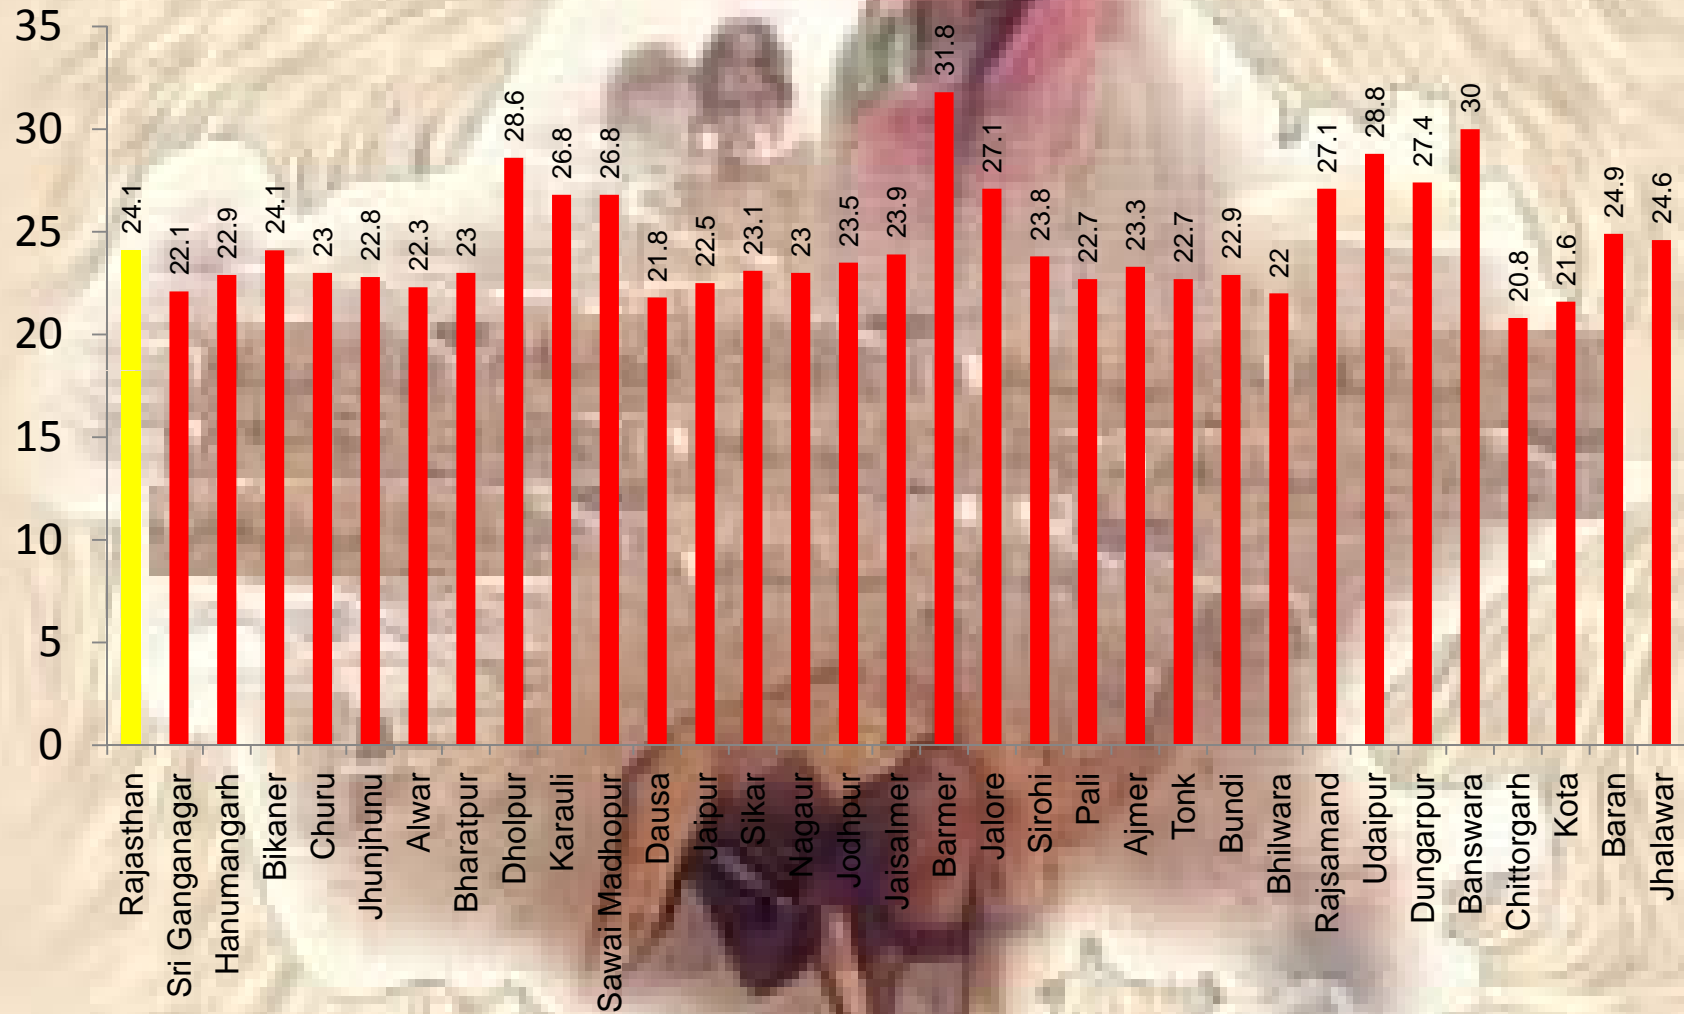 35
30
25
20
15
10
5
0
24.1
22.1
22.9
24.1
23
22.8
22.3
23
28.6
26.8
26.8
21.8
22.5
23.1
23
23.5
23.9
31.8
27.1
23.8
22.7
23.3
22.7
22.9
22
27.1
28.8
27.4
30
20.8
21.6
24.9
24.6
Rajasthan
Sri Ganganagar
Hanumangarh
Bikaner
Churu
Jhunjhunu
Alwar
Bharatpur
Dholpur
Karauli
Sawai Madhopur
Dausa
Jaipur
Sikar
Nagaur
Jodhpur
Jaisalmer
Barmer
Jalore
Sirohi
Pali
Ajmer
Tonk
Bundi
Bhilwara
Rajsamand
Udaipur
Dungarpur
Banswara
Chittorgarh
Kota
Baran
Jhalawar